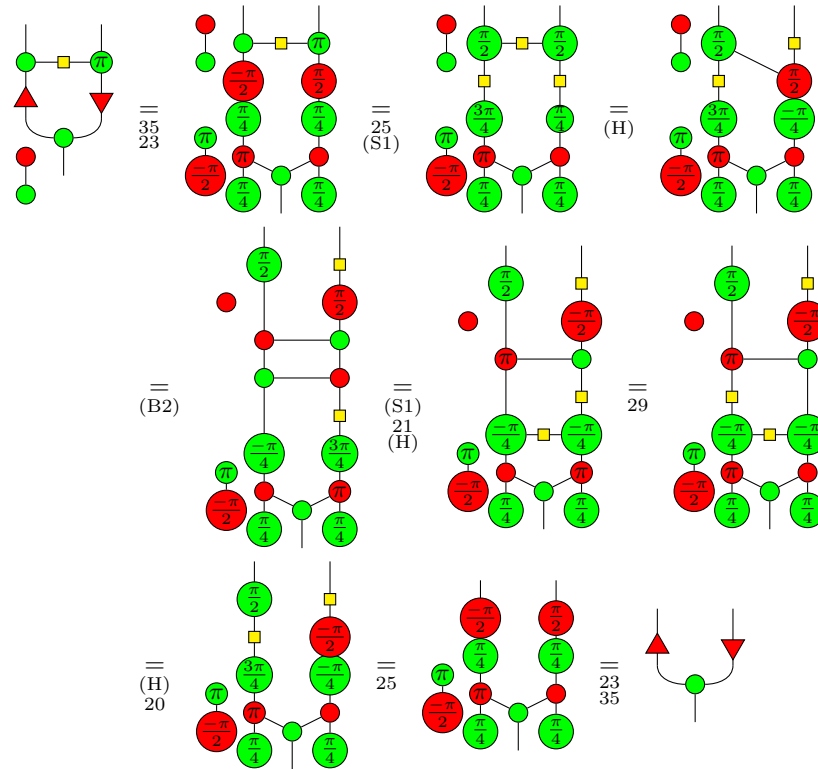 π
=
35
23
π
-π/2 π/2
π/4 π/4
π
π
-π/2
π/4 π/4
=
25
(S1)
π/2 π/2
3π/4 π/4
π
π
-π/2
π/4 π/4
=
(H)
π/2
π/2
3π/4 -π/4
π
π
-π/2
π/4 π/4
=
(B2)
π/2
π/2
-π/4 3π/4
π
π
-π/2
π/4 π/4
=
(S1)
21
(H)
π/2
-π/2
π
-π/4 -π/4
π
π
-π/2
π/4 π/4
=
29
π/2
-π/2
π
-π/4 -π/4
π
π
-π/2
π/4 π/4
=
(H)
20
π/2
-π/2
3π/4 -π/4
π
π
-π/2
π/4 π/4
=
25
-π/2 π/2
π/4 π/4
π
π
-π/2
π/4 π/4
=
23
35